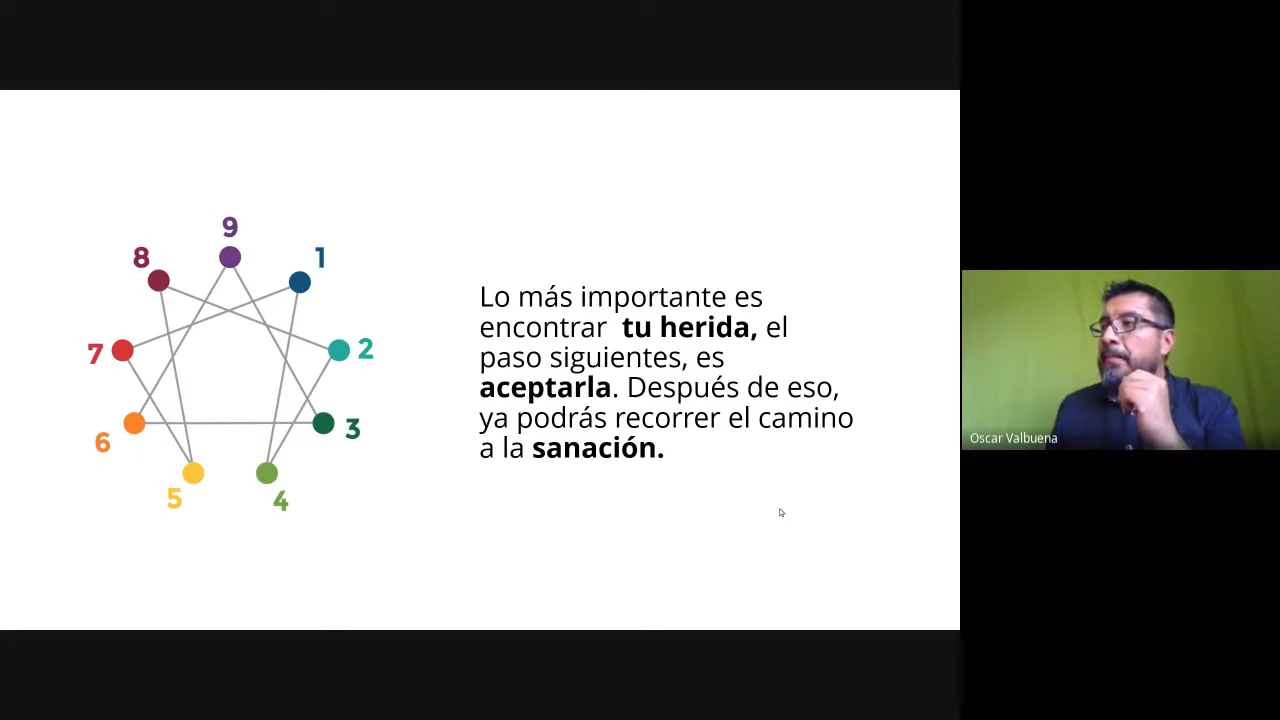 9
8
1
7
2
6
3
5
4
Lo más importante es
encontrar tu herida, el
paso siguientes, es
aceptarla. Después de eso,
ya podrás recorrer el camino
a la sanación.
Oscar Valbuena